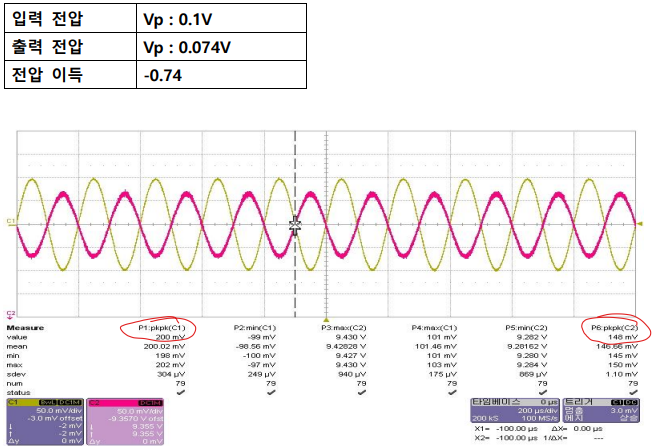 입력 전압 Vp : 0.1V
출력 전압 Vp : 0.074V
전압 이득 -0.74
C1
C2
Measure P1:pkpk(C1) P2:min(C1) P3:max(C2) P4:max(C1) P5:min(C2) P6:pkpk(C2)
value 200 mV -99 mV 9.430 V 101 mV 9.282 V 148 mV
mean 200.02 mV -98.56 mV 9.42828 V 101.46 mV 9.28162 V 146.66 mV
min 198 mV -100 mV 9.427 V 101 mV 9.280 V 145 mV
max 202 mV -97 mV 9.430 V 103 mV 9.284 V 150 mV
sdev 304 µV 249 µV 940 µV 175 µV 869 µV 1.10 mV
num 79 79 79 79 79 79
status
C1 BwL DC1M C2 DC1M 타임베이스 0 µs 트리거 C1 DC
50.0 mV/div 50.0 mV/div 200 µs/div 멈춤 3.0 mV
-3.0 mV offset -9.3570 V ofst 200 kS 100 MS/s 에지 상승
-2 mV 9.355 V X1= -100.00 µs ΔX= 0.00 µs
-2 mV 9.355 V X2= -100.00 µs 1/ΔX= ---
Δy 0 mV Δy 0 mV